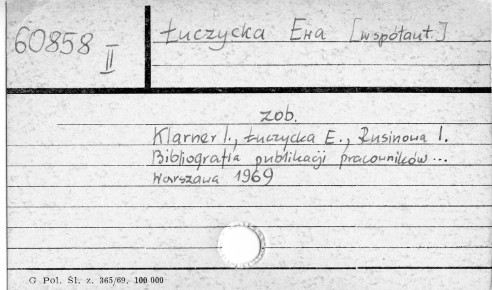 60858 II
Łuczycka Ewa [współaut.]
zob.
Klarner I., Łuczycka E., Rusinowa I.
Bibliografia publikacji pracowników...
Warszawa 1969
G Pol. Śl. z. 365/69. 100 000